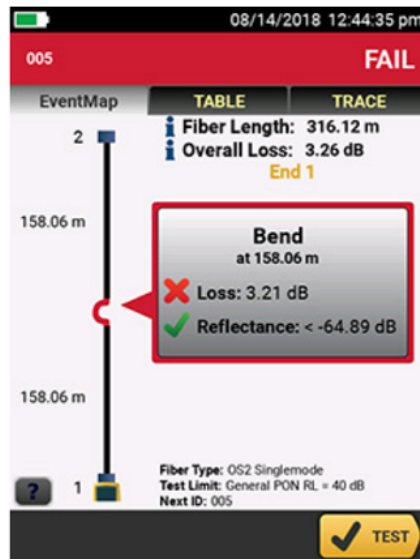 08/14/2018 12:44:35 pm
005 FAIL
EventMap TABLE TRACE
2
Fiber Length: 316.12 m
Overall Loss: 3.26 dB
End 1
158.06 m
Bend
at 158.06 m
Loss: 3.21 dB
Reflectance: < -64.89 dB
158.06 m
Fiber Type: OS2 Singlemode
Test Limit: General PON RL = 40 dB
Next ID: 005
? 1
TEST